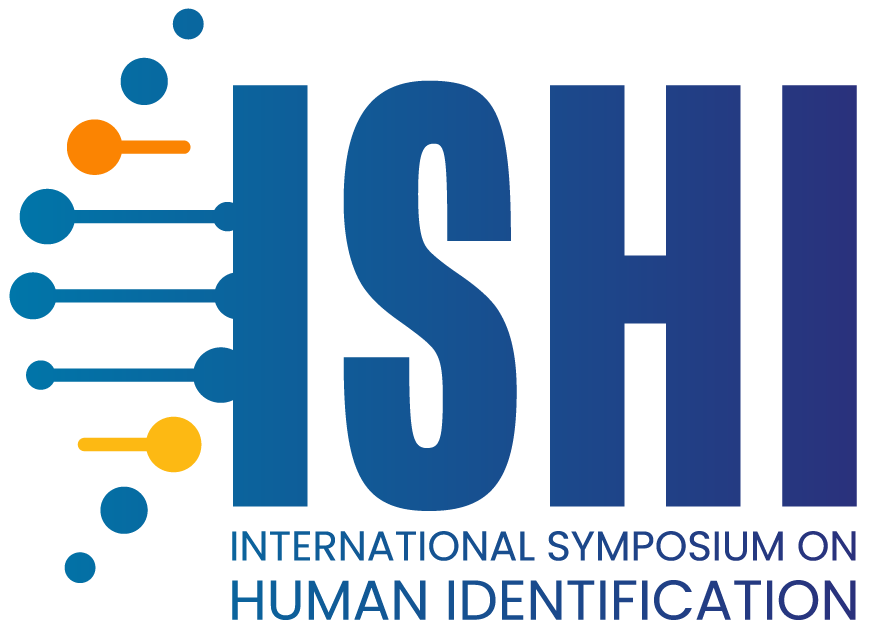 ISHI
INTERNATIONAL SYMPOSIUM ON
HUMAN IDENTIFICATION